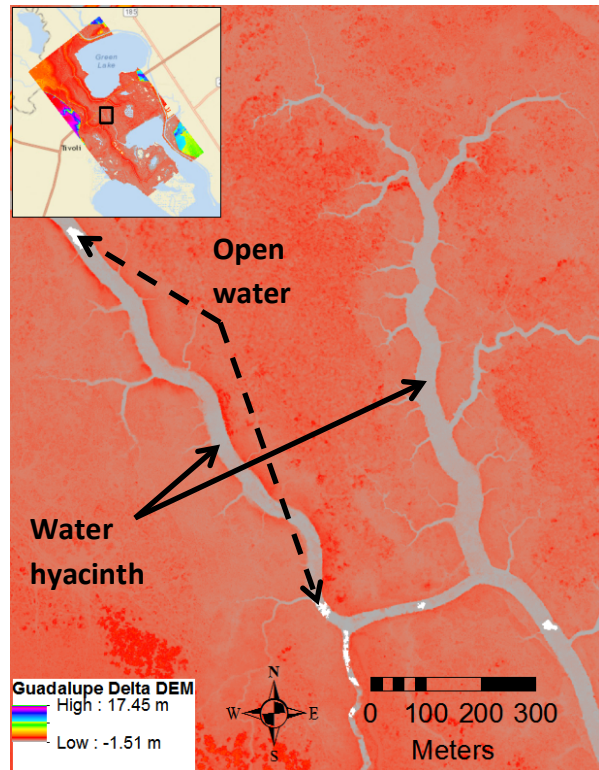 185
Green
Lake
Tivoli
Open
water
Water
hyacinth
Guadalupe Delta DEM
High : 17.45 m
Low : -1.51 m
N
W
E
S
0 100 200 300
Meters